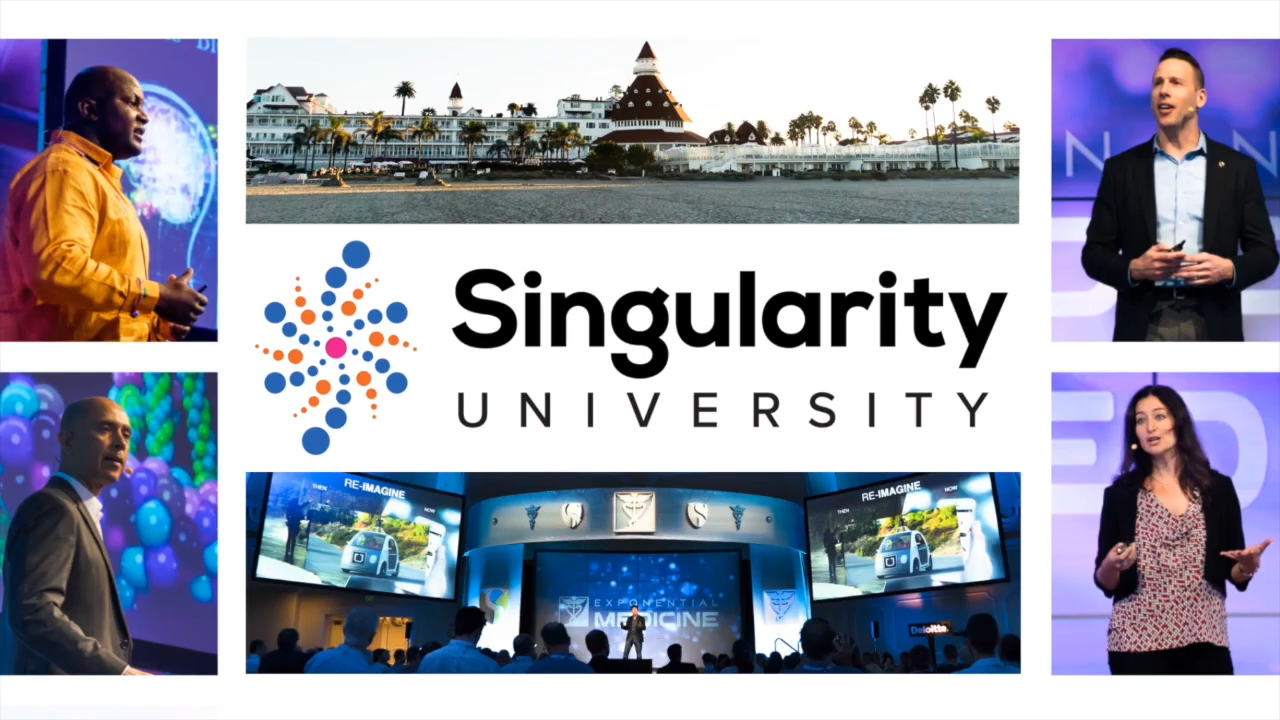 Singularity
UNIVERSITY
RE-IMAGINE
THEN
NOW
RE-IMAGINE
THEN
NOW
EXPONENTIAL
MEDICINE
Deloitte.